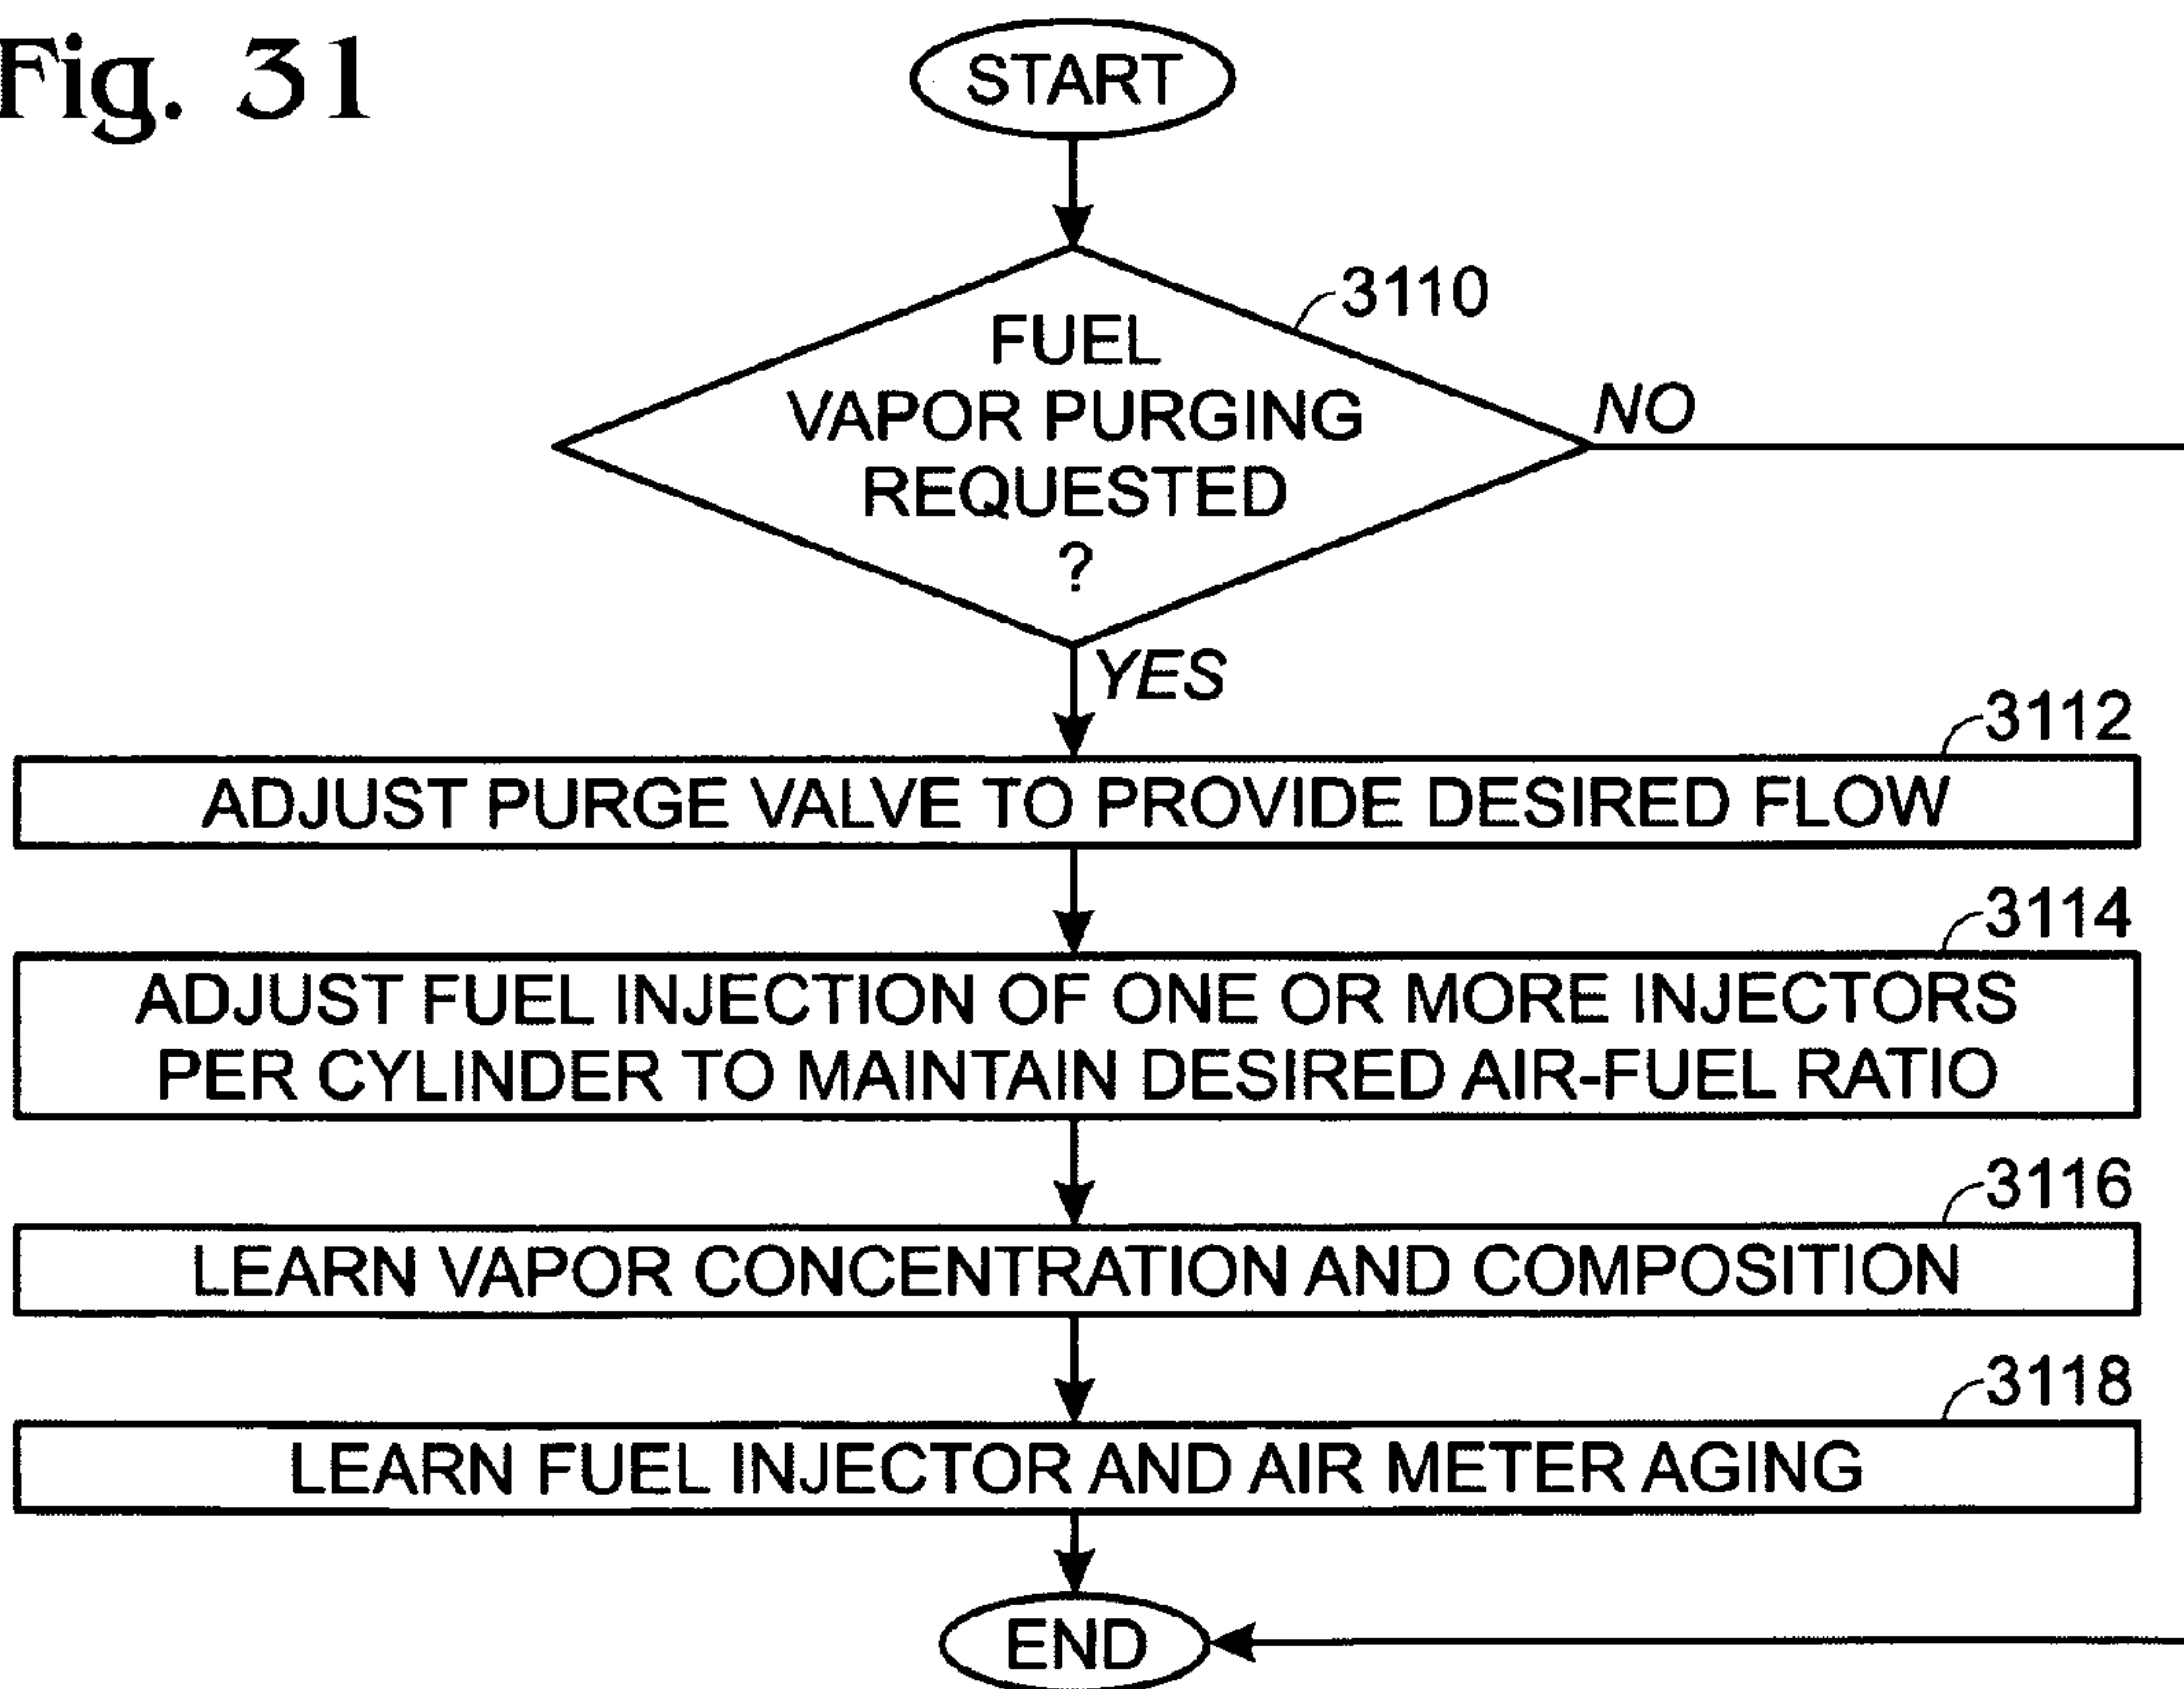 Fig. 31
START
3110
FUEL
VAPOR PURGING
REQUESTED
?
NO
YES
3112
ADJUST PURGE VALVE TO PROVIDE DESIRED FLOW
3114
ADJUST FUEL INJECTION OF ONE OR MORE INJECTORS
PER CYLINDER TO MAINTAIN DESIRED AIR-FUEL RATIO
3116
LEARN VAPOR CONCENTRATION AND COMPOSITION
3118
LEARN FUEL INJECTOR AND AIR METER AGING
END